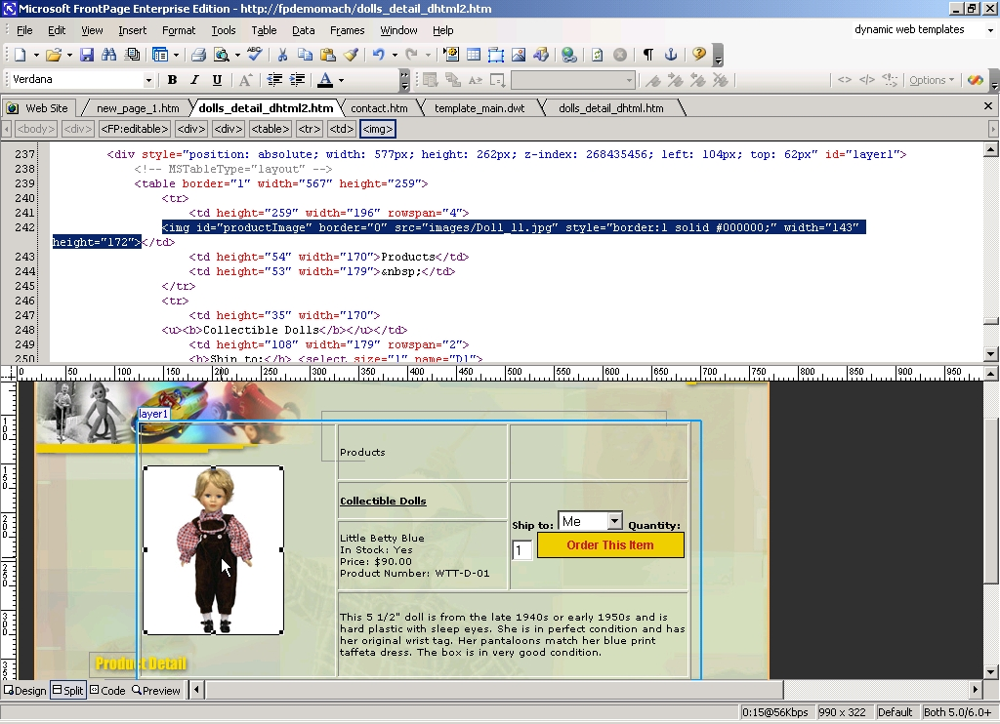 Microsoft FrontPage Enterprise Edition - http://fpdemomach/dolls_detail_dhtml2.htm
File Edit View Insert Format Tools Table Data Frames Window Help
dynamic web templates
Verdana
B I U A A
Options
Web Site new_page_1.htm dolls_detail_dhtml2.htm contact.htm template_main.dwt dolls_detail_dhtml.htm
<body> <div> <FP:editable> <div> <div> <table> <tr> <td> <img>
237 <div style="position: absolute; width: 577px; height: 262px; z-index: 268435456; left: 104px; top: 62px" id="layer1">
238 <!-- MSTableType="layout" -->
239 <table border="1" width="567" height="259">
240 <tr>
241 <td height="259" width="196" rowspan="4">
242 <img id="productImage" border="0" src="images/Doll_11.jpg" style="border:1 solid #000000;" width="143"
height="172"></td>
243 <td height="54" width="170">Products</td>
244 <td height="53" width="179">&nbsp;</td>
245 </tr>
246 <tr>
247 <td height="35" width="170">
248 <u><b>Collectible Dolls</b></u></td>
249 <td height="108" width="179" rowspan="2">
250 <b>Ship to:</b> <select size="1" name="D1">
0 50 100 150 200 250 300 350 400 450 500 550 600 650 700 750 800 850 900 950
100
150
200
250
300
350
layer1
Products
Collectible Dolls
Ship to: Me Quantity:
1 Order This Item
Little Betty Blue
In Stock: Yes
Price: $90.00
Product Number: WTT-D-01
This 5 1/2" doll is from the late 1940s or early 1950s and is
hard plastic with sleep eyes. She is in perfect condition and has
her original wrist tag. Her pantaloons match her blue print
taffeta dress. The box is in very good condition.
Product Detail
Design Split Code Preview
0:15@56Kbps 990 x 322 Default Both 5.0/6.0+